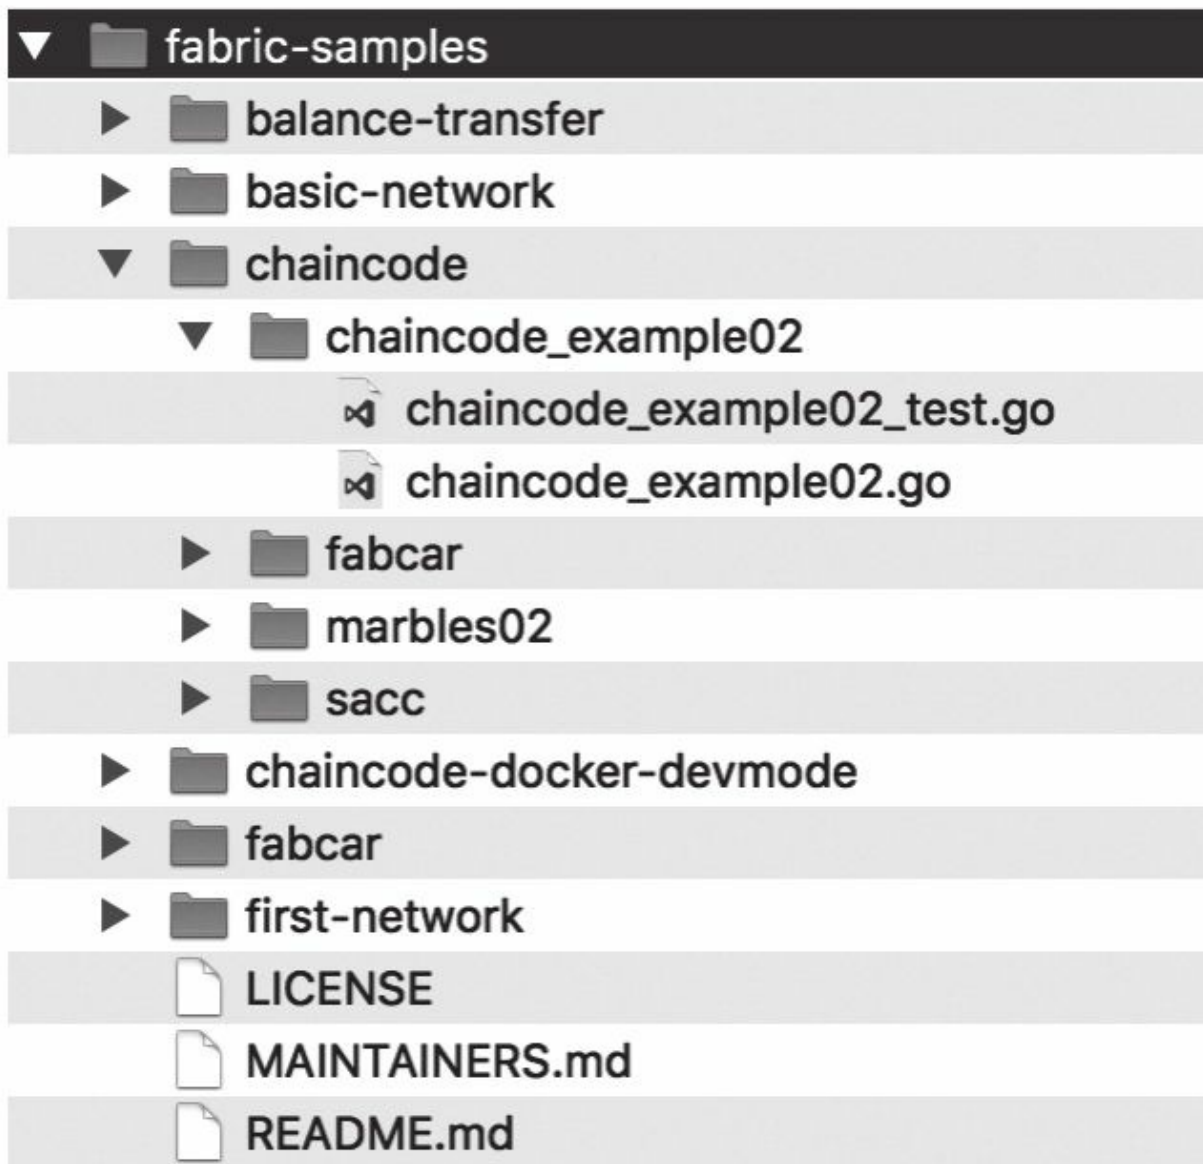 fabric-samples
balance-transfer
basic-network
chaincode
chaincode_example02
chaincode_example02_test.go
chaincode_example02.go
fabcar
marbles02
sacc
chaincode-docker-devmode
fabcar
first-network
LICENSE
MAINTAINERS.md
README.md